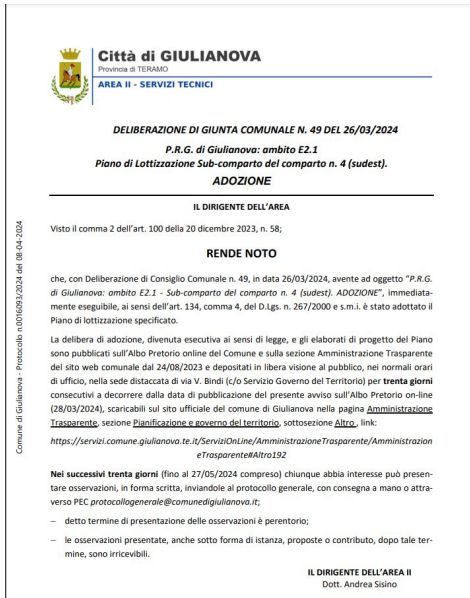 Città di GIULIANOVA
Provincia di TERAMO
AREA II - SERVIZI TECNICI
DELIBERAZIONE DI GIUNTA COMUNALE N. 49 DEL 26/03/2024
P.R.G. di Giulianova: ambito E2.1
Piano di Lottizzazione Sub-comparto del comparto n. 4 (sudest).
ADOZIONE
IL DIRIGENTE DELL'AREA
Visto il comma 2 dell'art. 100 della 20 dicembre 2023, n. 58;
RENDE NOTO
che, con Deliberazione di Consiglio Comunale n. 49, in data 26/03/2024, avente ad oggetto "P.R.G.
di Giulianova: ambito E2.1 - Sub-comparto del comparto n. 4 (sudest). ADOZIONE", immediata-
mente eseguibile, ai sensi dell'art. 134, comma 4, del D.Lgs. n. 267/2000 e s.m.i. è stato adottato il
Piano di lottizzazione specificato.
La delibera di adozione, divenuta esecutiva ai sensi di legge, e gli elaborati di progetto del Piano
sono pubblicati sull'Albo Pretorio online del Comune e sulla sezione Amministrazione Trasparente
del sito web comunale dal 24/08/2023 e depositati in libera visione al pubblico, nei normali orari
di ufficio, nella sede distaccata di via V. Bindi (c/o Servizio Governo del Territorio) per trenta giorni
consecutivi a decorrere dalla data di pubblicazione del presente avviso sull'Albo Pretorio on-line
(28/03/2024), scaricabili sul sito ufficiale del comune di Giulianova nella pagina Amministrazione
Trasparente, sezione Pianificazione e governo del territorio, sottosezione Altro , link:
https://servizi.comune.giulianova.te.it/ServiziOnLine/AmministrazioneTrasparente/Amministrazion
eTrasparente#Altro192
Nei successivi trenta giorni (fino al 27/05/2024 compreso) chiunque abbia interesse può presen-
tare osservazioni, in forma scritta, inviandole al protocollo generale, con consegna a mano o attra-
verso PEC protocollogenerale@comunedigiulianova.it;
– detto termine di presentazione delle osservazioni è perentorio;
– le osservazioni presentate, anche sotto forma di istanza, proposte o contributo, dopo tale ter-
mine, sono irricevibili.
IL DIRIGENTE DELL'AREA II
Dott. Andrea Sisino
Comune di Giulianova - Protocollo n.0016093/2024 del 08-04-2024